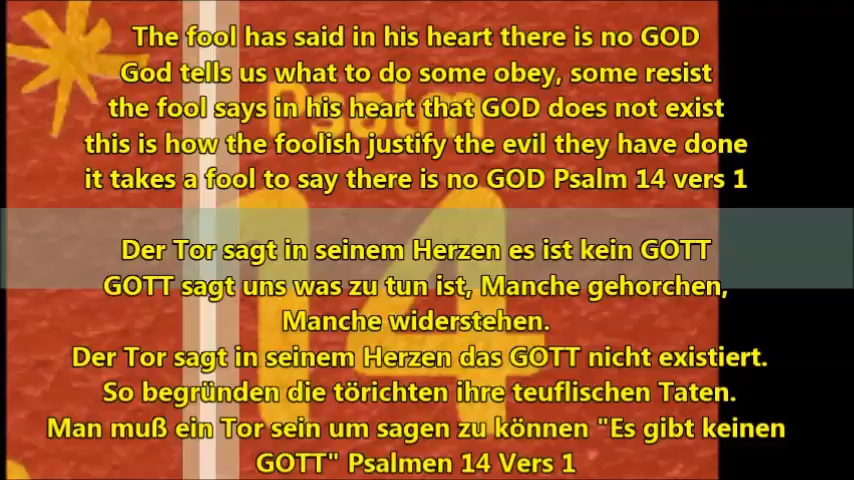 The fool has said in his heart there is no GOD
God tells us what to do some obey, some resist
the fool says in his heart that GOD does not exist
this is how the foolish justify the evil they have done
it takes a fool to say there is no GOD Psalm 14 vers 1
Psalm
14
Der Tor sagt in seinem Herzen es ist kein GOTT
GOTT sagt uns was zu tun ist, Manche gehorchen,
Manche widerstehen.
Der Tor sagt in seinem Herzen das GOTT nicht existiert.
So begründen die törichten ihre teuflischen Taten.
Man muß ein Tor sein um sagen zu können "Es gibt keinen
GOTT" Psalmen 14 Vers 1